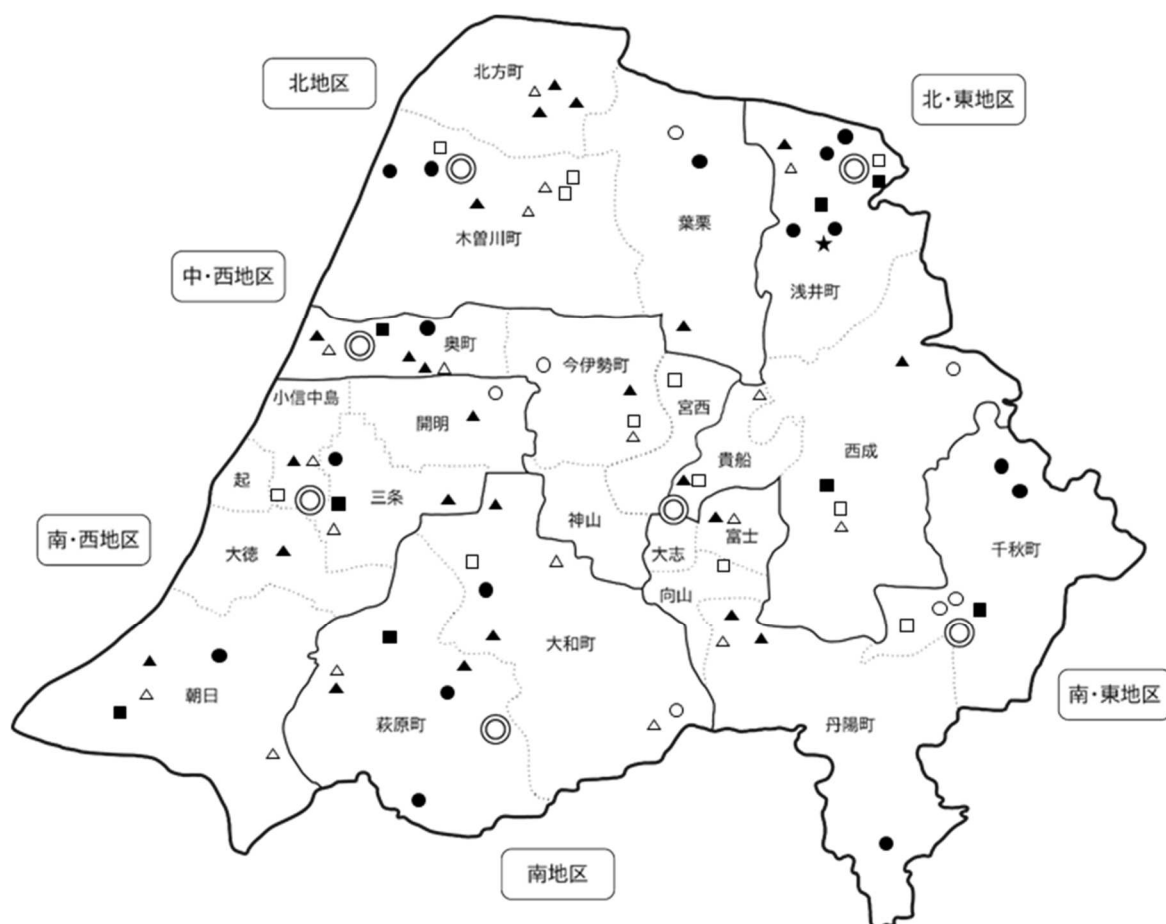 北地区
北方町
北・東地区
木曽川町
葉栗
浅井町
中・西地区
奥町
今伊勢町
小信中島
開明
宮西
貴船
西成
起
三条
神山
富士
千秋町
南・西地区
大徳
大志
向山
大和町
朝日
萩原町
丹陽町
南・東地区
南地区